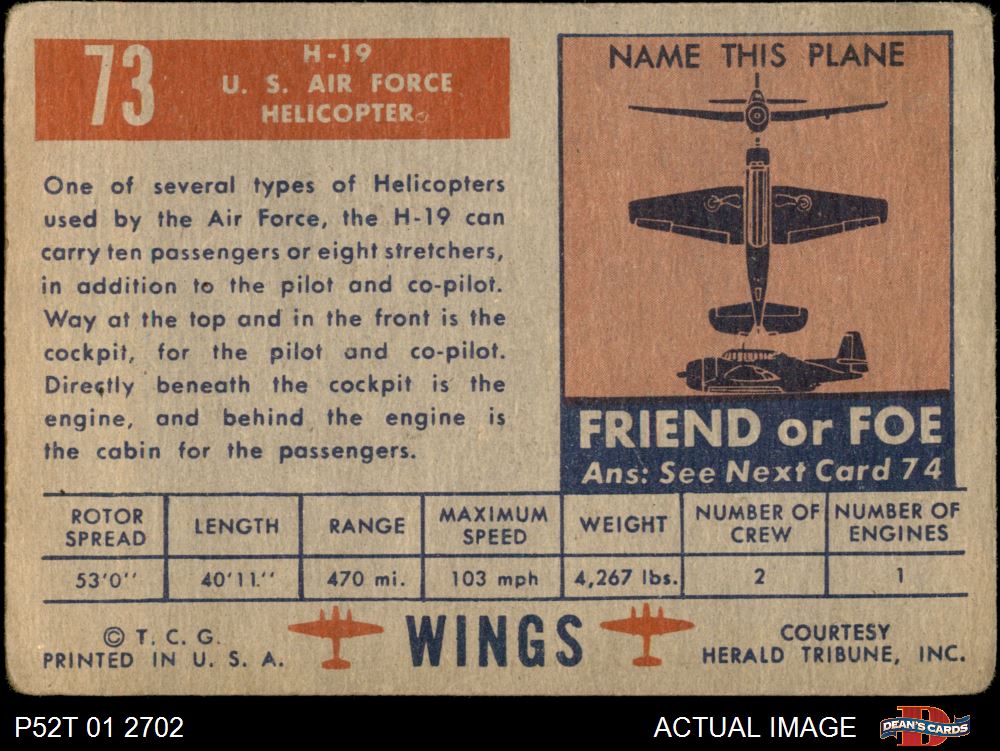 73
H-19
U. S. AIR FORCE
HELICOPTER
One of several types of Helicopters
used by the Air Force, the H-19 can
carry ten passengers or eight stretchers,
in addition to the pilot and co-pilot.
Way at the top and in the front is the
cockpit, for the pilot and co-pilot.
Directly beneath the cockpit is the
engine, and behind the engine is
the cabin for the passengers.
NAME THIS PLANE
FRIEND or FOE
Ans: See Next Card 74
ROTOR SPREAD LENGTH RANGE MAXIMUM SPEED WEIGHT NUMBER OF CREW NUMBER OF ENGINES
53'0'' 40'11.'' 470 mi. 103 mph 4,267 lbs. 2 1
© T. C. G.
PRINTED IN U. S. A.
WINGS
COURTESY
HERALD TRIBUNE, INC.
P52T 01 2702
ACTUAL IMAGE
DEAN'S CARDS